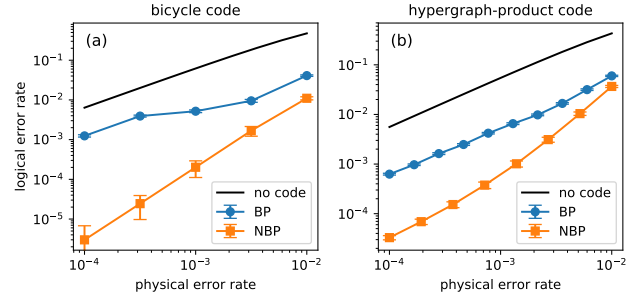 bicycle code
(a)
logical error rate
10⁻¹
10⁻²
10⁻³
10⁻⁴
10⁻⁵
no code
BP
NBP
10⁻⁴ 10⁻³ 10⁻²
physical error rate
hypergraph-product code
(b)
10⁻¹
10⁻²
10⁻³
10⁻⁴
no code
BP
NBP
10⁻⁴ 10⁻³ 10⁻²
physical error rate